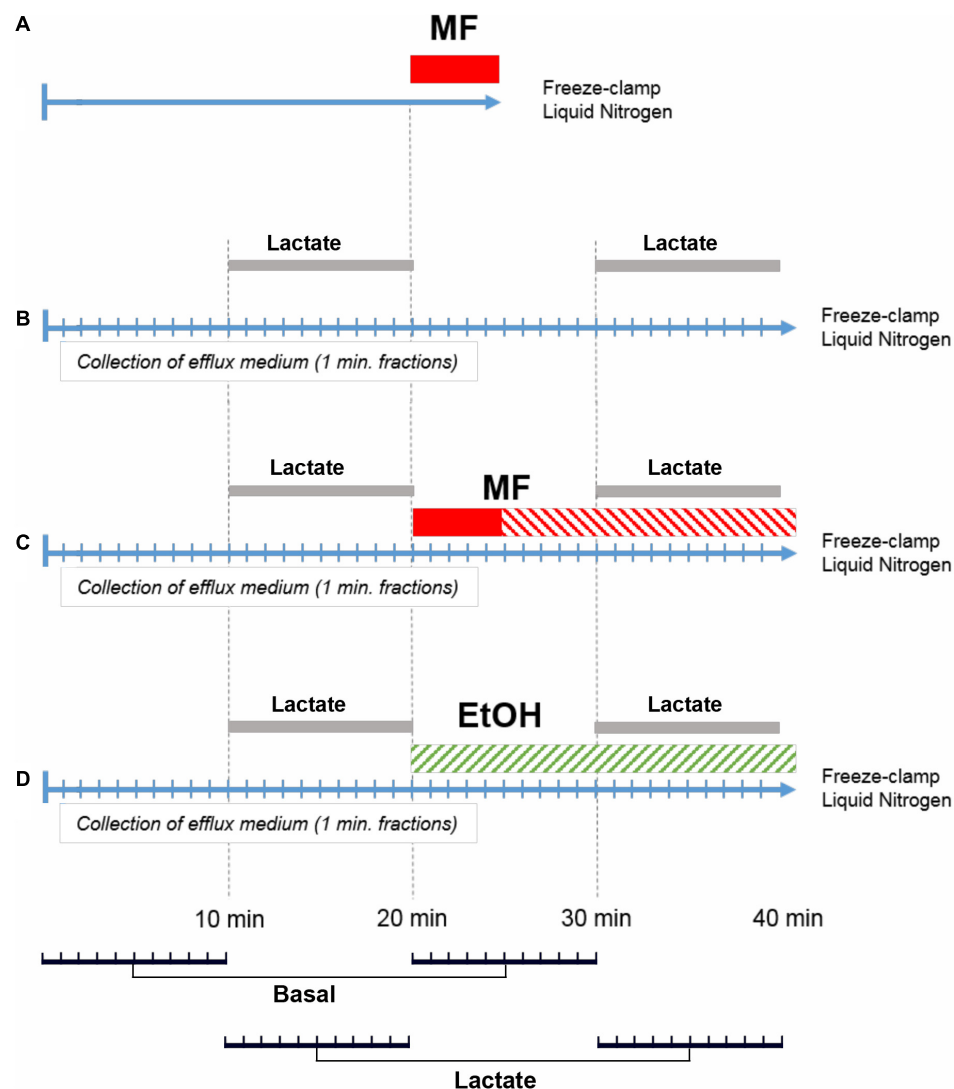 A
MF
Freeze-clamp
Liquid Nitrogen
Lactate
Lactate
B
Freeze-clamp
Liquid Nitrogen
Collection of efflux medium (1 min. fractions)
Lactate
MF
Lactate
C
Freeze-clamp
Liquid Nitrogen
Collection of efflux medium (1 min. fractions)
Lactate
EtOH
Lactate
D
Freeze-clamp
Liquid Nitrogen
Collection of efflux medium (1 min. fractions)
10 min
20 min
30 min
40 min
Basal
Lactate